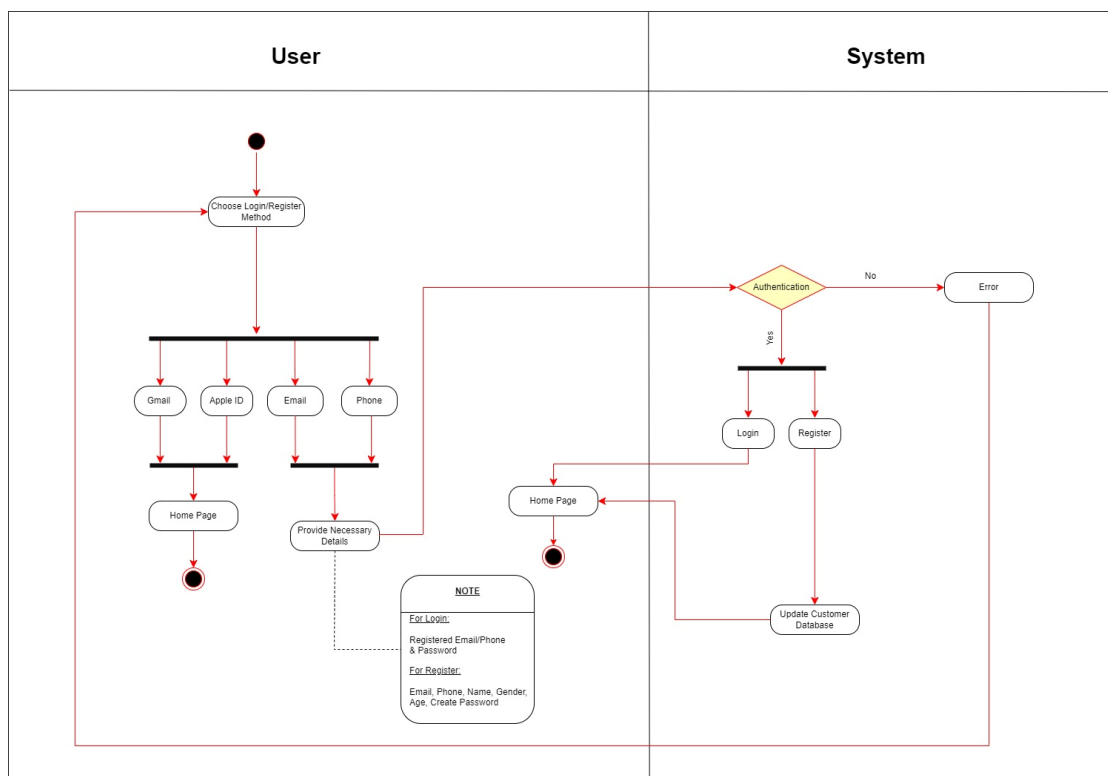 User
System
Choose Login/Register
Method
Authentication
No
Error
Yes
Gmail
Apple ID
Email
Phone
Login
Register
Home Page
Home Page
Provide Necessary
Details
NOTE
For Login:
Registered Email/Phone
& Password
For Register:
Email, Phone, Name, Gender,
Age, Create Password
Update Customer
Database